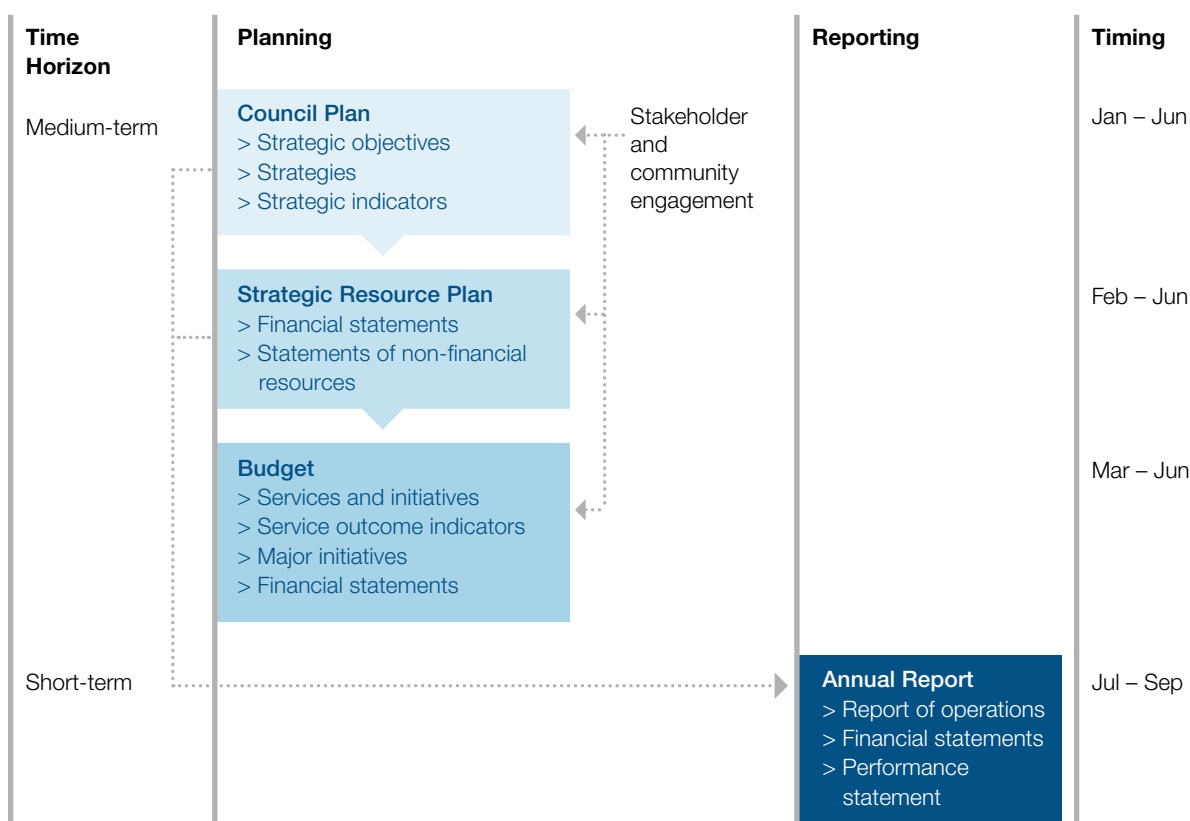 Time
Horizon
Planning
Reporting
Timing
Medium-term
Council Plan
> Strategic objectives
> Strategies
> Strategic indicators
Stakeholder
and
community
engagement
Jan – Jun
Strategic Resource Plan
> Financial statements
> Statements of non-financial
resources
Feb – Jun
Budget
> Services and initiatives
> Service outcome indicators
> Major initiatives
> Financial statements
Mar – Jun
Short-term
Annual Report
> Report of operations
> Financial statements
> Performance
statement
Jul – Sep